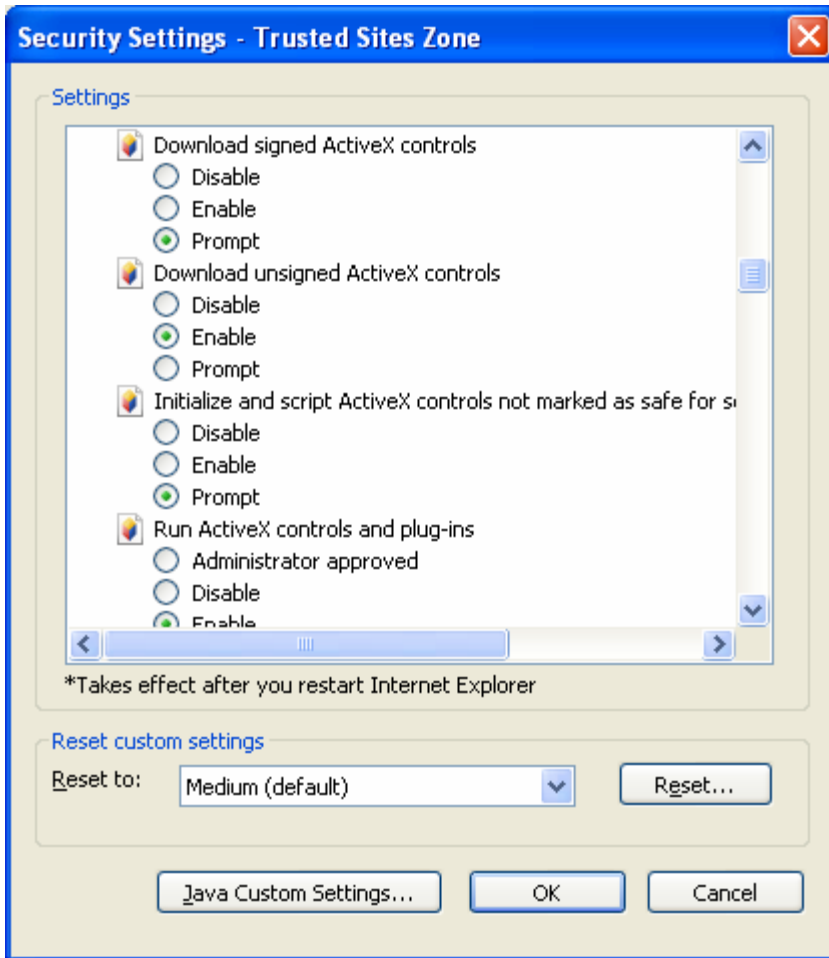 Security Settings - Trusted Sites Zone
Settings
Download signed ActiveX controls
Disable
Enable
Prompt
Download unsigned ActiveX controls
Disable
Enable
Prompt
Initialize and script ActiveX controls not marked as safe for
Disable
Enable
Prompt
Run ActiveX controls and plug-ins
Administrator approved
Disable
Enable
*Takes effect after you restart Internet Explorer
Reset custom settings
Reset to: Medium (default) Reset...
Java Custom Settings... OK Cancel